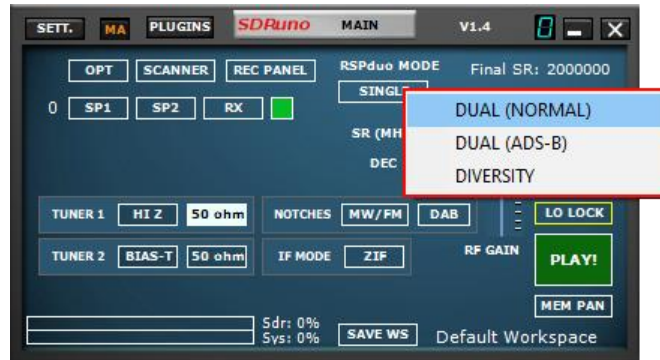 SETT. MA PLUGINS SDRuno MAIN V1.4 8
OPT SCANNER REC PANEL RSPduo MODE Final SR: 2000000
0 SP1 SP2 RX SINGLE
DUAL (NORMAL)
DUAL (ADS-B)
DIVERSITY
SR (MH
DEC
TUNER 1 HI Z 50 ohm NOTCHES MW/FM DAB LO LOCK
TUNER 2 BIAS-T 50 ohm IF MODE ZIF RF GAIN PLAY!
MEM PAN
Sdr: 0%
Sys: 0% SAVE WS Default Workspace